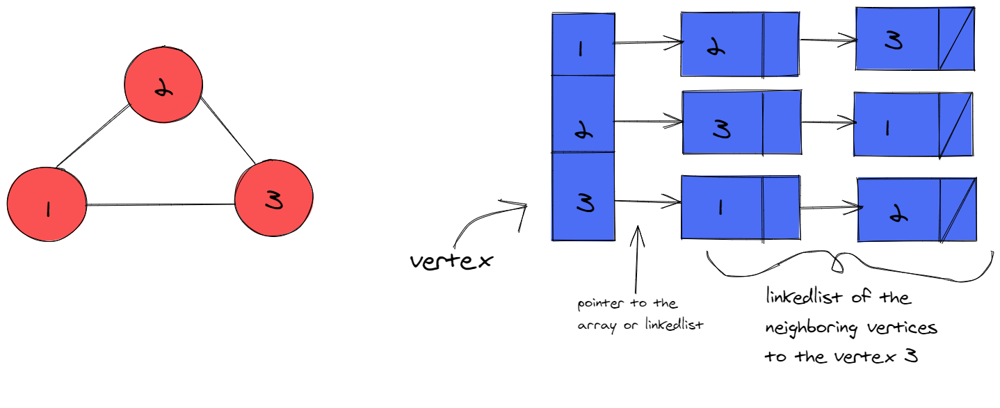 2
1
3
1
2
3
2
3
1
3
1
2
vertex
pointer to the
array or linkedlist
linkedlist of the
neighboring vertices
to the vertex 3